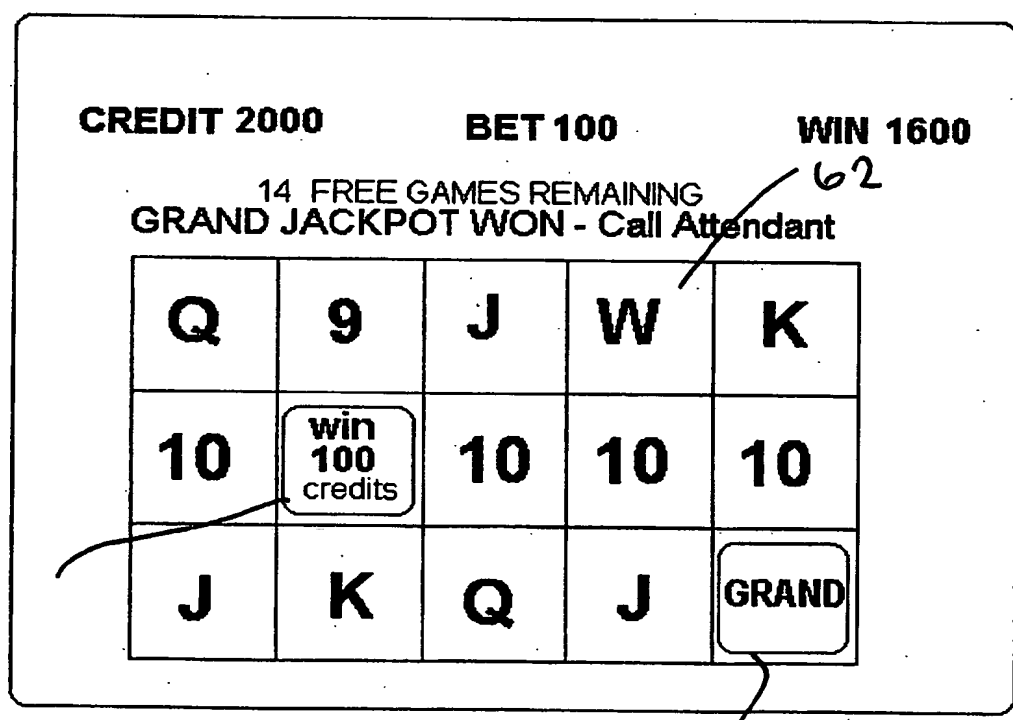 CREDIT 2000 BET 100 WIN 1600
62
14 FREE GAMES REMAINING
GRAND JACKPOT WON - Call Attendant
Q 9 J W K
10 win 100 credits 10 10 10
J K Q J GRAND